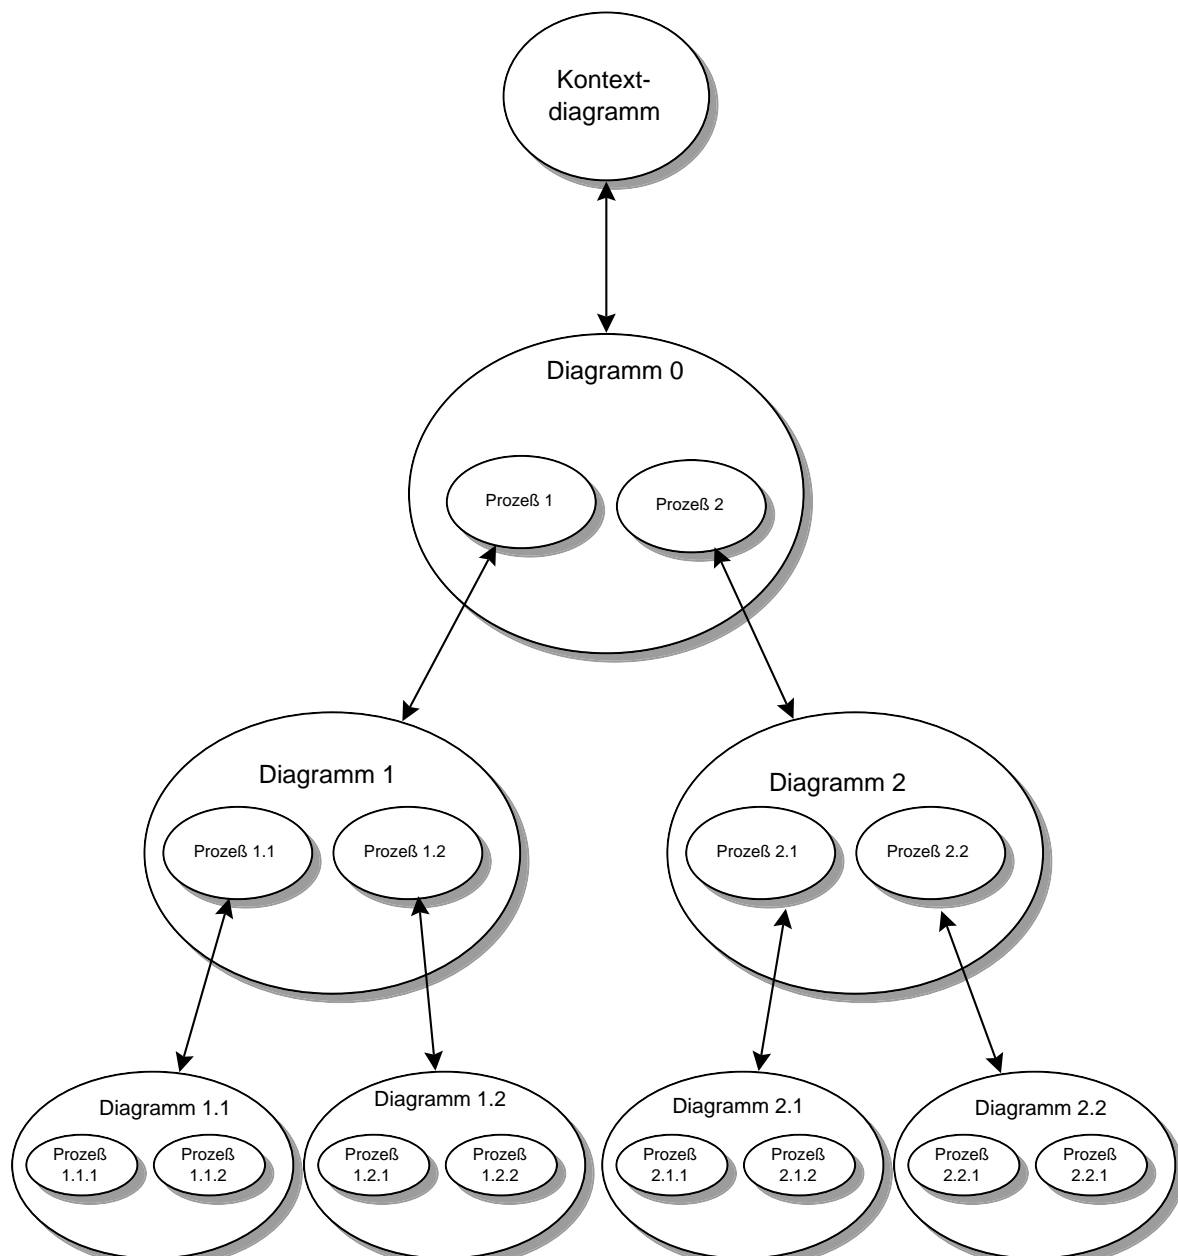 Kontext-
diagramm
Diagramm 0
Prozeß 1
Prozeß 2
Diagramm 1
Prozeß 1.1
Prozeß 1.2
Diagramm 2
Prozeß 2.1
Prozeß 2.2
Diagramm 1.1
Prozeß
1.1.1
Prozeß
1.1.2
Diagramm 1.2
Prozeß
1.2.1
Prozeß
1.2.2
Diagramm 2.1
Prozeß
2.1.1
Prozeß
2.1.2
Diagramm 2.2
Prozeß
2.2.1
Prozeß
2.2.1